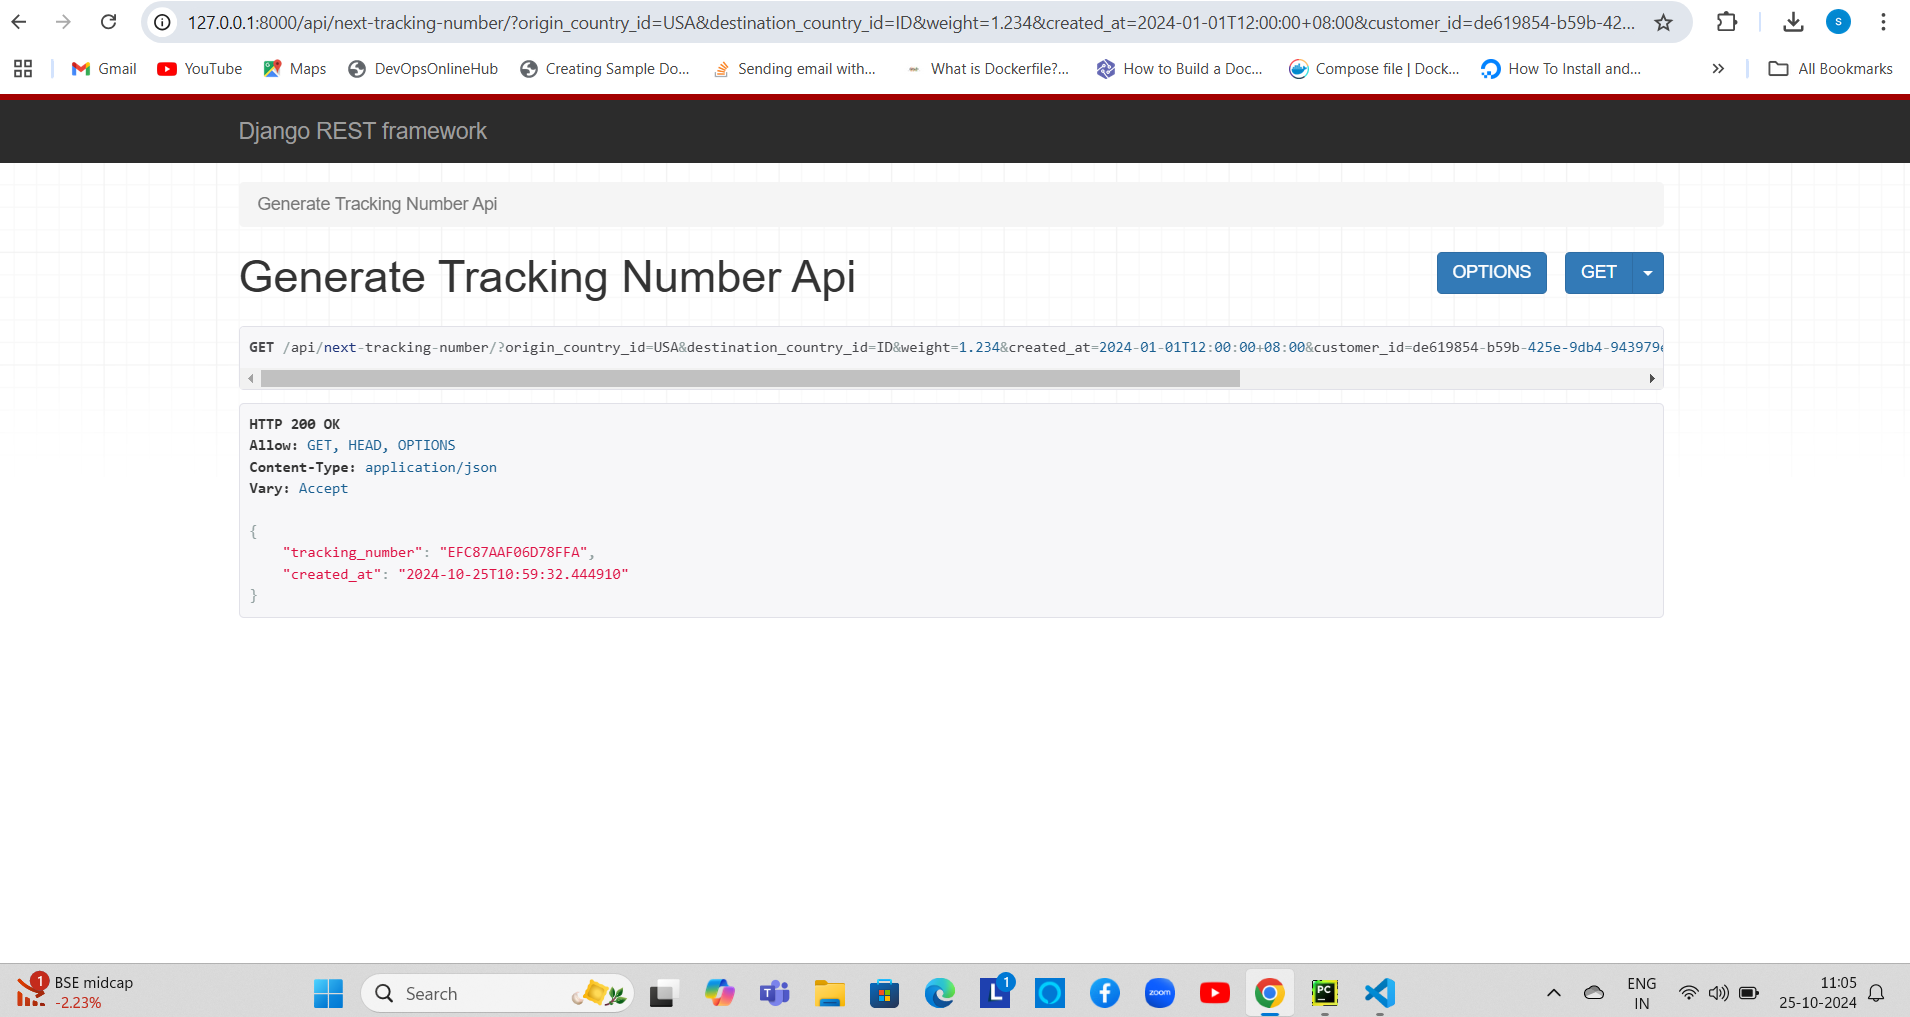 127.0.0.1:8000/api/next-tracking-number/?origin_country_id=USA&destination_country_id=ID&weight=1.234&created_at=2024-01-01T12:00:00+08:00&customer_id=de619854-b59b-42...
s
Gmail YouTube Maps DevOpsOnlineHub Creating Sample Do... Sending email with... What is Dockerfile?... How to Build a Doc... Compose file | Dock... How To Install and... » All Bookmarks
Django REST framework
Generate Tracking Number Api
Generate Tracking Number Api
OPTIONS GET
GET /api/next-tracking-number/?origin_country_id=USA&destination_country_id=ID&weight=1.234&created_at=2024-01-01T12:00:00+08:00&customer_id=de619854-b59b-425e-9db4-943979e
HTTP 200 OK
Allow: GET, HEAD, OPTIONS
Content-Type: application/json
Vary: Accept
{
"tracking_number": "EFC87AAF06D78FFA",
"created_at": "2024-10-25T10:59:32.444910"
}
1 BSE midcap
-2.23%
Search
T
L 1
zoom
PC
ENG
IN
11:05
25-10-2024